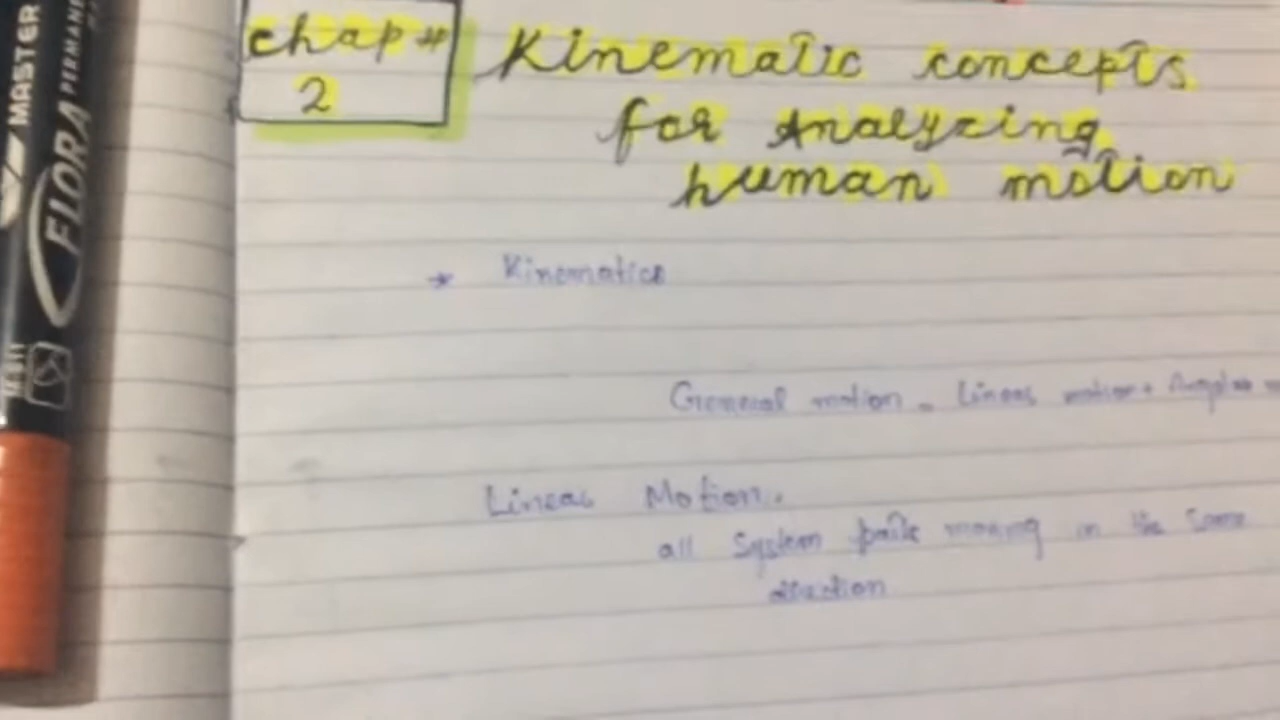 MASTER
FLORA PERMANE
Chap #
2
Kinematic concepts
for Analyzing
human motion
* Kinematics
General motion = Linear motion + Angular
Linear Motion.
all system parts moving in the same
direction